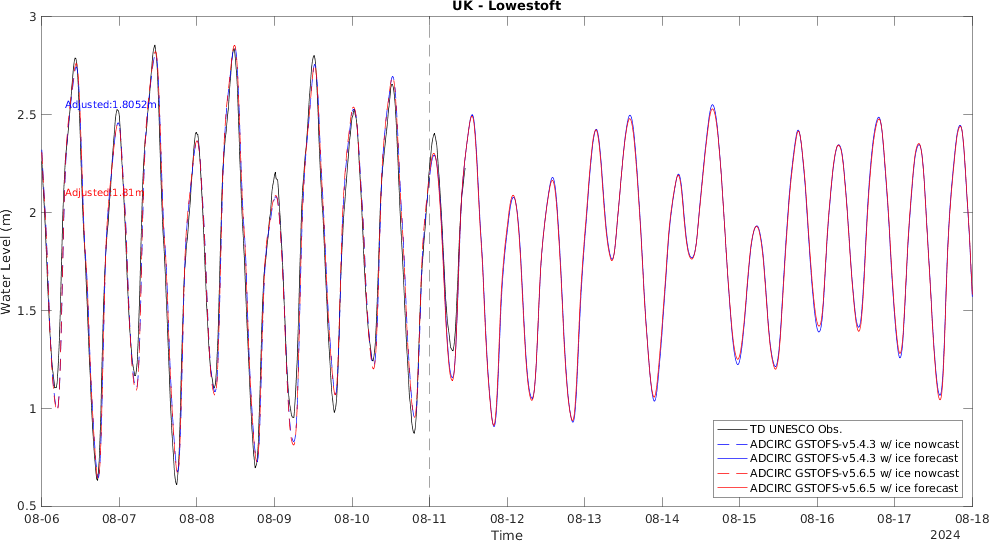 UK - Lowestoft
3
2.5
2
1.5
1
0.5
Water Level (m)
Adjusted:1.8052m
Adjusted:1.81m
TD UNESCO Obs.
ADCIRC GSTOFS-v5.4.3 w/ ice nowcast
ADCIRC GSTOFS-v5.4.3 w/ ice forecast
ADCIRC GSTOFS-v5.6.5 w/ ice nowcast
ADCIRC GSTOFS-v5.6.5 w/ ice forecast
08-06 08-07 08-08 08-09 08-10 08-11 08-12 08-13 08-14 08-15 08-16 08-17 08-18
Time
2024